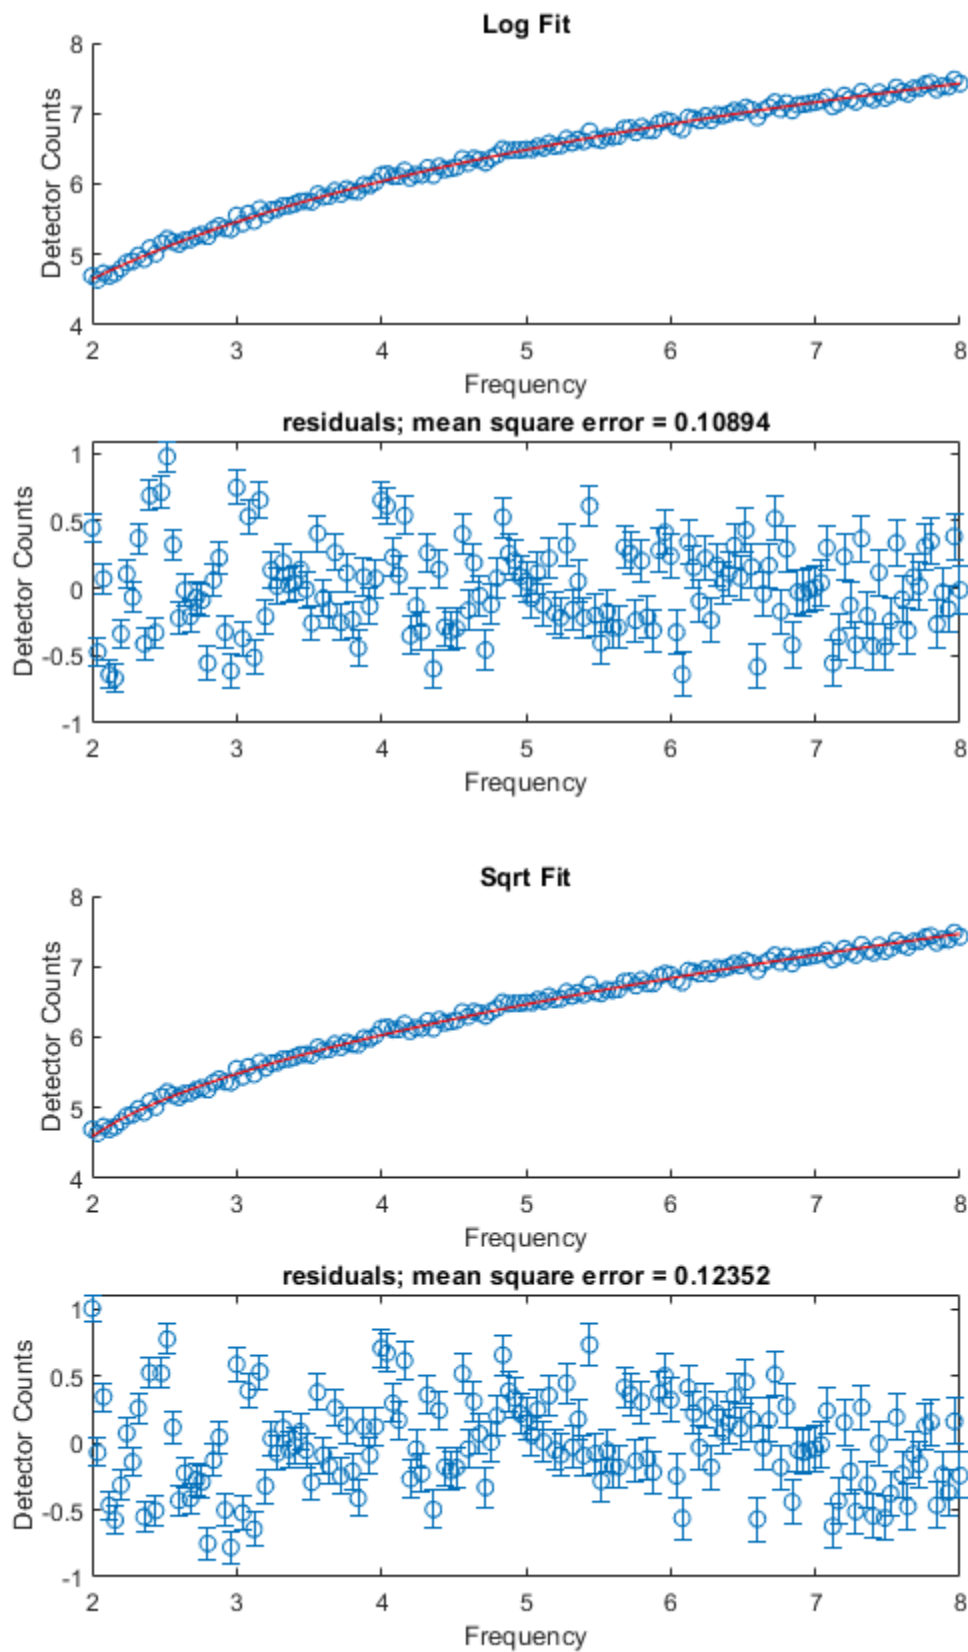 Log Fit
8
7
6
5
4
Detector Counts
2 3 4 5 6 7 8
Frequency
residuals; mean square error = 0.10894
1
0.5
0
-0.5
-1
Detector Counts
2 3 4 5 6 7 8
Frequency
Sqrt Fit
8
7
6
5
4
Detector Counts
2 3 4 5 6 7 8
Frequency
residuals; mean square error = 0.12352
1
0.5
0
-0.5
-1
Detector Counts
2 3 4 5 6 7 8
Frequency